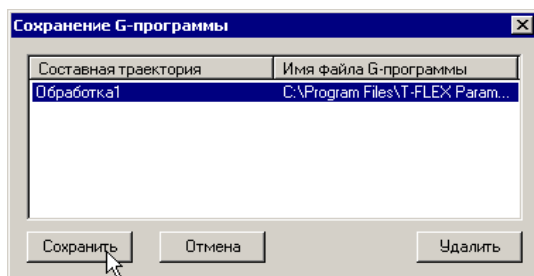 Сохранение G-программы
Составная траектория Имя файла G-программы
Обработка1 C:\Program Files\T-FLEX Param...
Сохранить Отмена Удалить